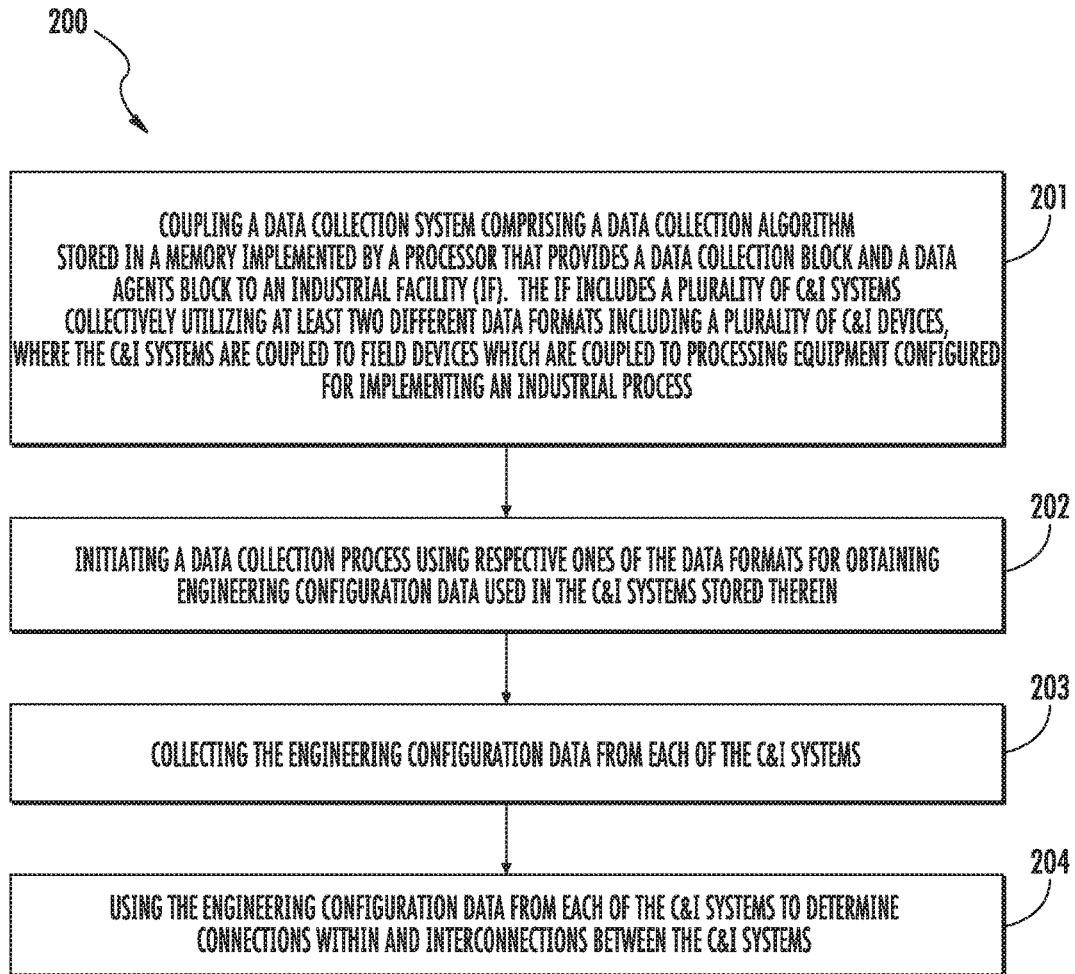 200
201
COUPLING A DATA COLLECTION SYSTEM COMPRISING A DATA COLLECTION ALGORITHM
STORED IN A MEMORY IMPLEMENTED BY A PROCESSOR THAT PROVIDES A DATA COLLECTION BLOCK AND A DATA
AGENTS BLOCK TO AN INDUSTRIAL FACILITY (IF). THE IF INCLUDES A PLURALITY OF C&I SYSTEMS
COLLECTIVELY UTILIZING AT LEAST TWO DIFFERENT DATA FORMATS INCLUDING A PLURALITY OF C&I DEVICES,
WHERE THE C&I SYSTEMS ARE COUPLED TO FIELD DEVICES WHICH ARE COUPLED TO PROCESSING EQUIPMENT CONFIGURED
FOR IMPLEMENTING AN INDUSTRIAL PROCESS
202
INITIATING A DATA COLLECTION PROCESS USING RESPECTIVE ONES OF THE DATA FORMATS FOR OBTAINING
ENGINEERING CONFIGURATION DATA USED IN THE C&I SYSTEMS STORED THEREIN
203
COLLECTING THE ENGINEERING CONFIGURATION DATA FROM EACH OF THE C&I SYSTEMS
204
USING THE ENGINEERING CONFIGURATION DATA FROM EACH OF THE C&I SYSTEMS TO DETERMINE
CONNECTIONS WITHIN AND INTERCONNECTIONS BETWEEN THE C&I SYSTEMS